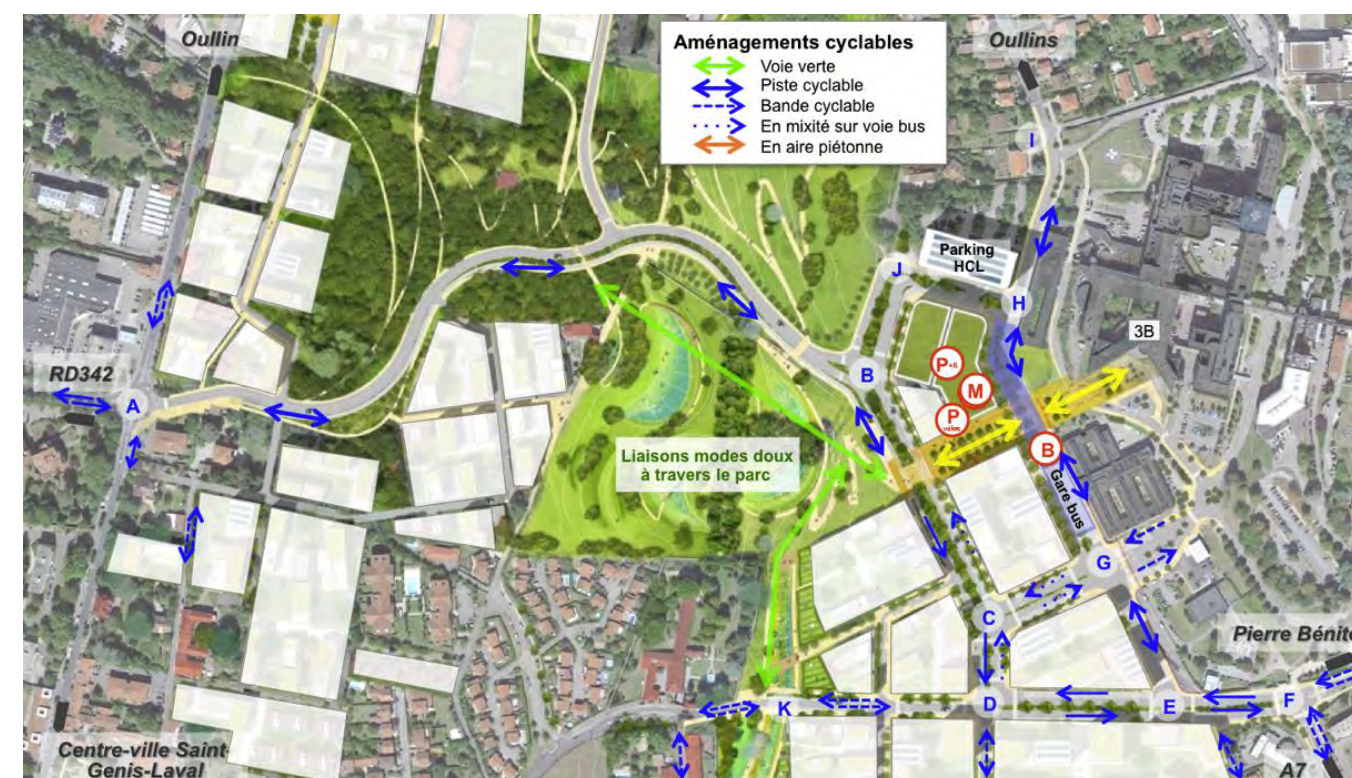 Oullins
Oullins
Aménagements cyclables
Voie verte
Piste cyclable
Bande cyclable
En mixité sur voie bus
En aire piétonne
I
Parking
HCL
J
H
3B
RD342
A
B
P+R
M
P
vélos
B
Liaisons modes doux
à travers le parc
Gare bus
G
C
Pierre Bénite
K
D
E
F
Centre-ville Saint-
Genis-Laval
A7